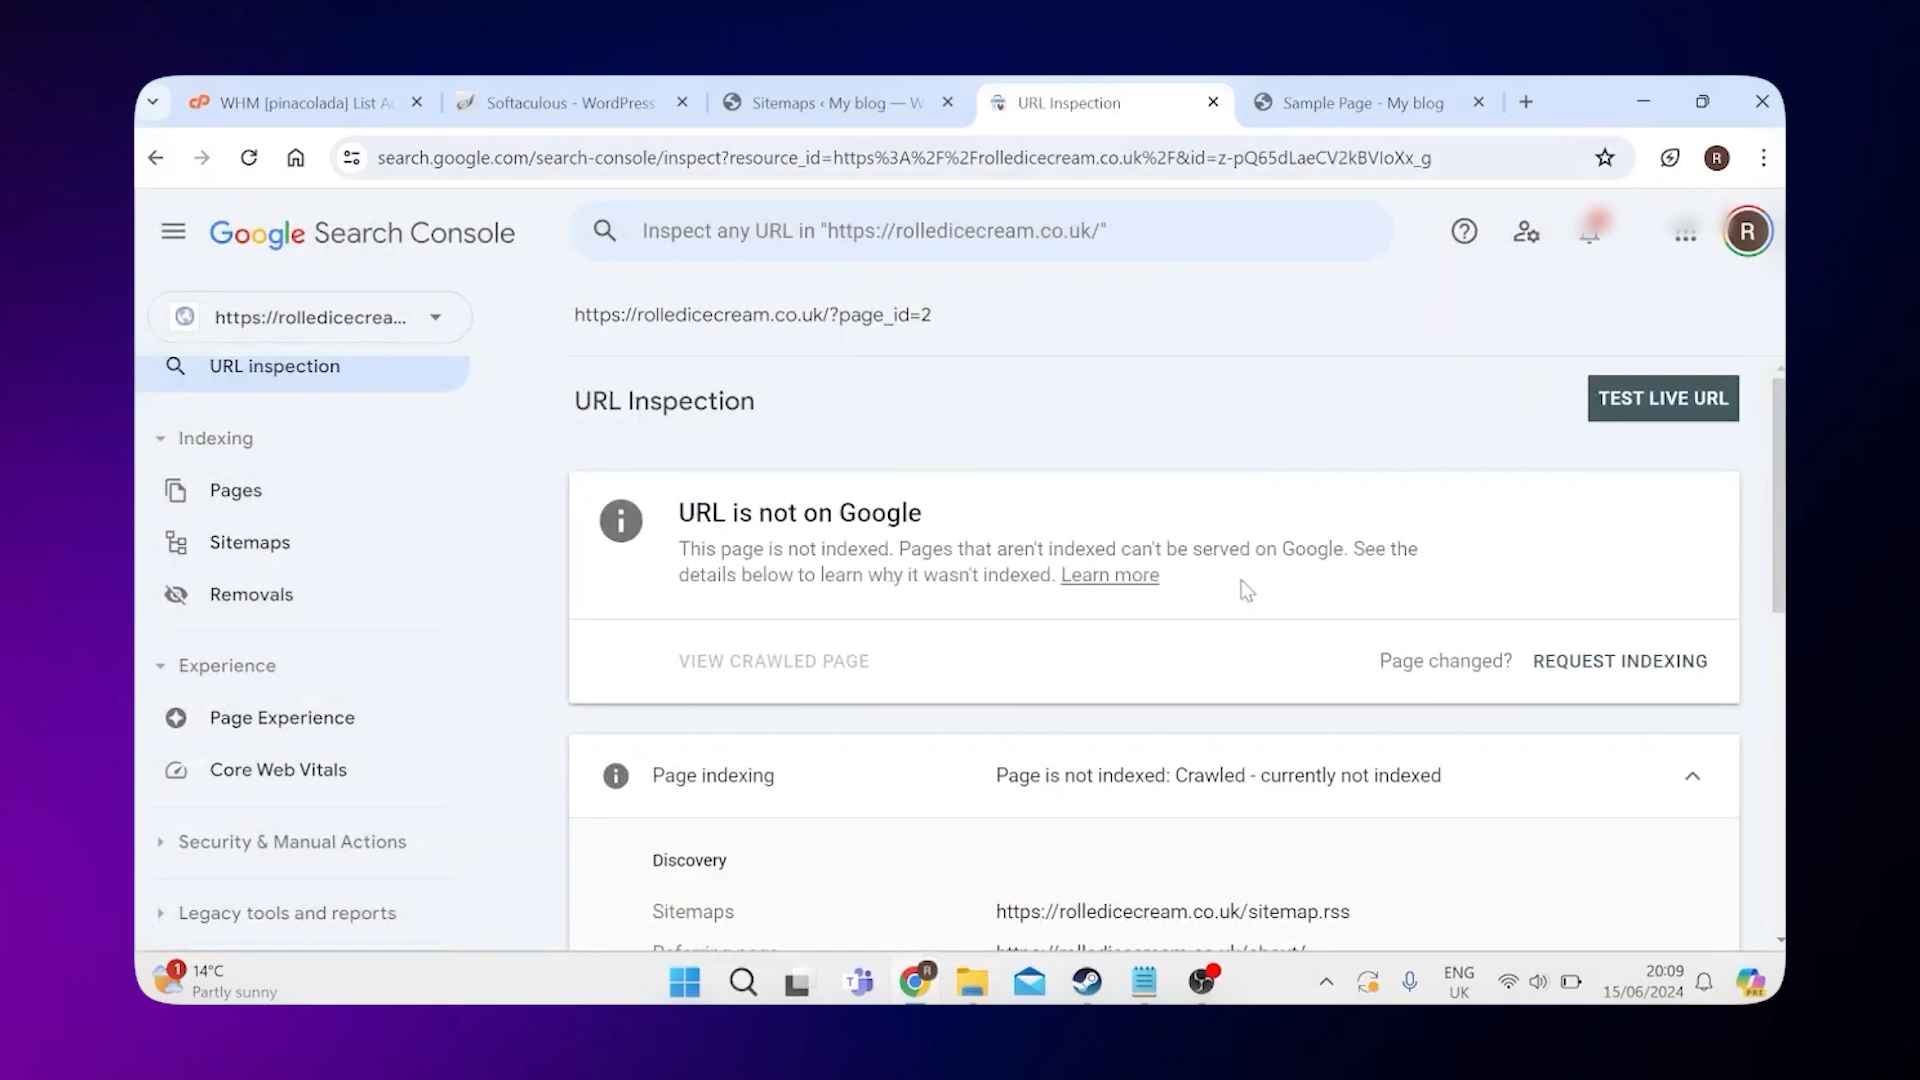 WHM [pinacolada] List Ac
Softaculous - WordPress
Sitemaps ‹ My blog — W
URL Inspection
Sample Page - My blog
search.google.com/search-console/inspect?resource_id=https%3A%2F%2Frolledicecream.co.uk%2F&id=z-pQ65dLaeCV2kBVIoXx_g
R
Google Search Console
Inspect any URL in "https://rolledicecream.co.uk/"
R
https://rolledicecrea...
https://rolledicecream.co.uk/?page_id=2
URL inspection
URL Inspection
TEST LIVE URL
Indexing
Pages
Sitemaps
Removals
Experience
Page Experience
Core Web Vitals
Security & Manual Actions
Legacy tools and reports
URL is not on Google
This page is not indexed. Pages that aren't indexed can't be served on Google. See the
details below to learn why it wasn't indexed. Learn more
VIEW CRAWLED PAGE
Page changed? REQUEST INDEXING
Page indexing
Page is not indexed: Crawled - currently not indexed
Discovery
Sitemaps
https://rolledicecream.co.uk/sitemap.rss
1
14°C
Partly sunny
R
ENG
UK
20:09
15/06/2024
PRE